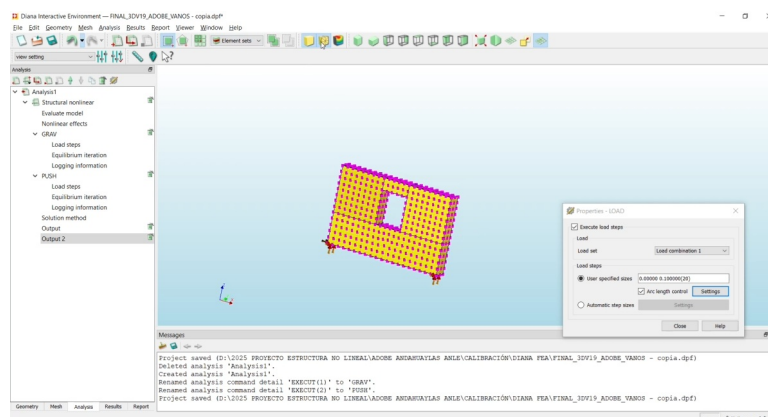 Diana Interactive Environment — FINAL_3DV19_ADOBE_VANOS - copia.dpf*
File Edit Geometry Mesh Analysis Results Report Viewer Window Help
Element sets
view setting
Analysis
Analysis1
Structural nonlinear
Evaluate model
Nonlinear effects
GRAV
Load steps
Equilibrium iteration
Logging information
PUSH
Load steps
Equilibrium iteration
Logging information
Solution method
Output
Output 2
Properties - LOAD
Execute load steps
Load
Load set Load combination 1
Load steps
User specified sizes 0.00000 0.100000(20)
Arc length control Settings
Automatic step sizes Settings
Close Help
Messages
Project saved (D:\2025 PROYECTO ESTRUCTURA NO LINEAL\ADOBE ANDAHUAYLAS ANLE\CALIBRACIÓN\DIANA FEA\FINAL_3DV19_ADOBE_VANOS - copia.dpf)
Deleted analysis 'Analysis1'.
Created analysis 'Analysis1'.
Renamed analysis command detail 'EXECUT(1)' to 'GRAV'.
Renamed analysis command detail 'EXECUT(2)' to 'PUSH'.
Project saved (D:\2025 PROYECTO ESTRUCTURA NO LINEAL\ADOBE ANDAHUAYLAS ANLE\CALIBRACIÓN\DIANA FEA\FINAL_3DV19_ADOBE_VANOS - copia.dpf)
Geometry Mesh Analysis Results Report